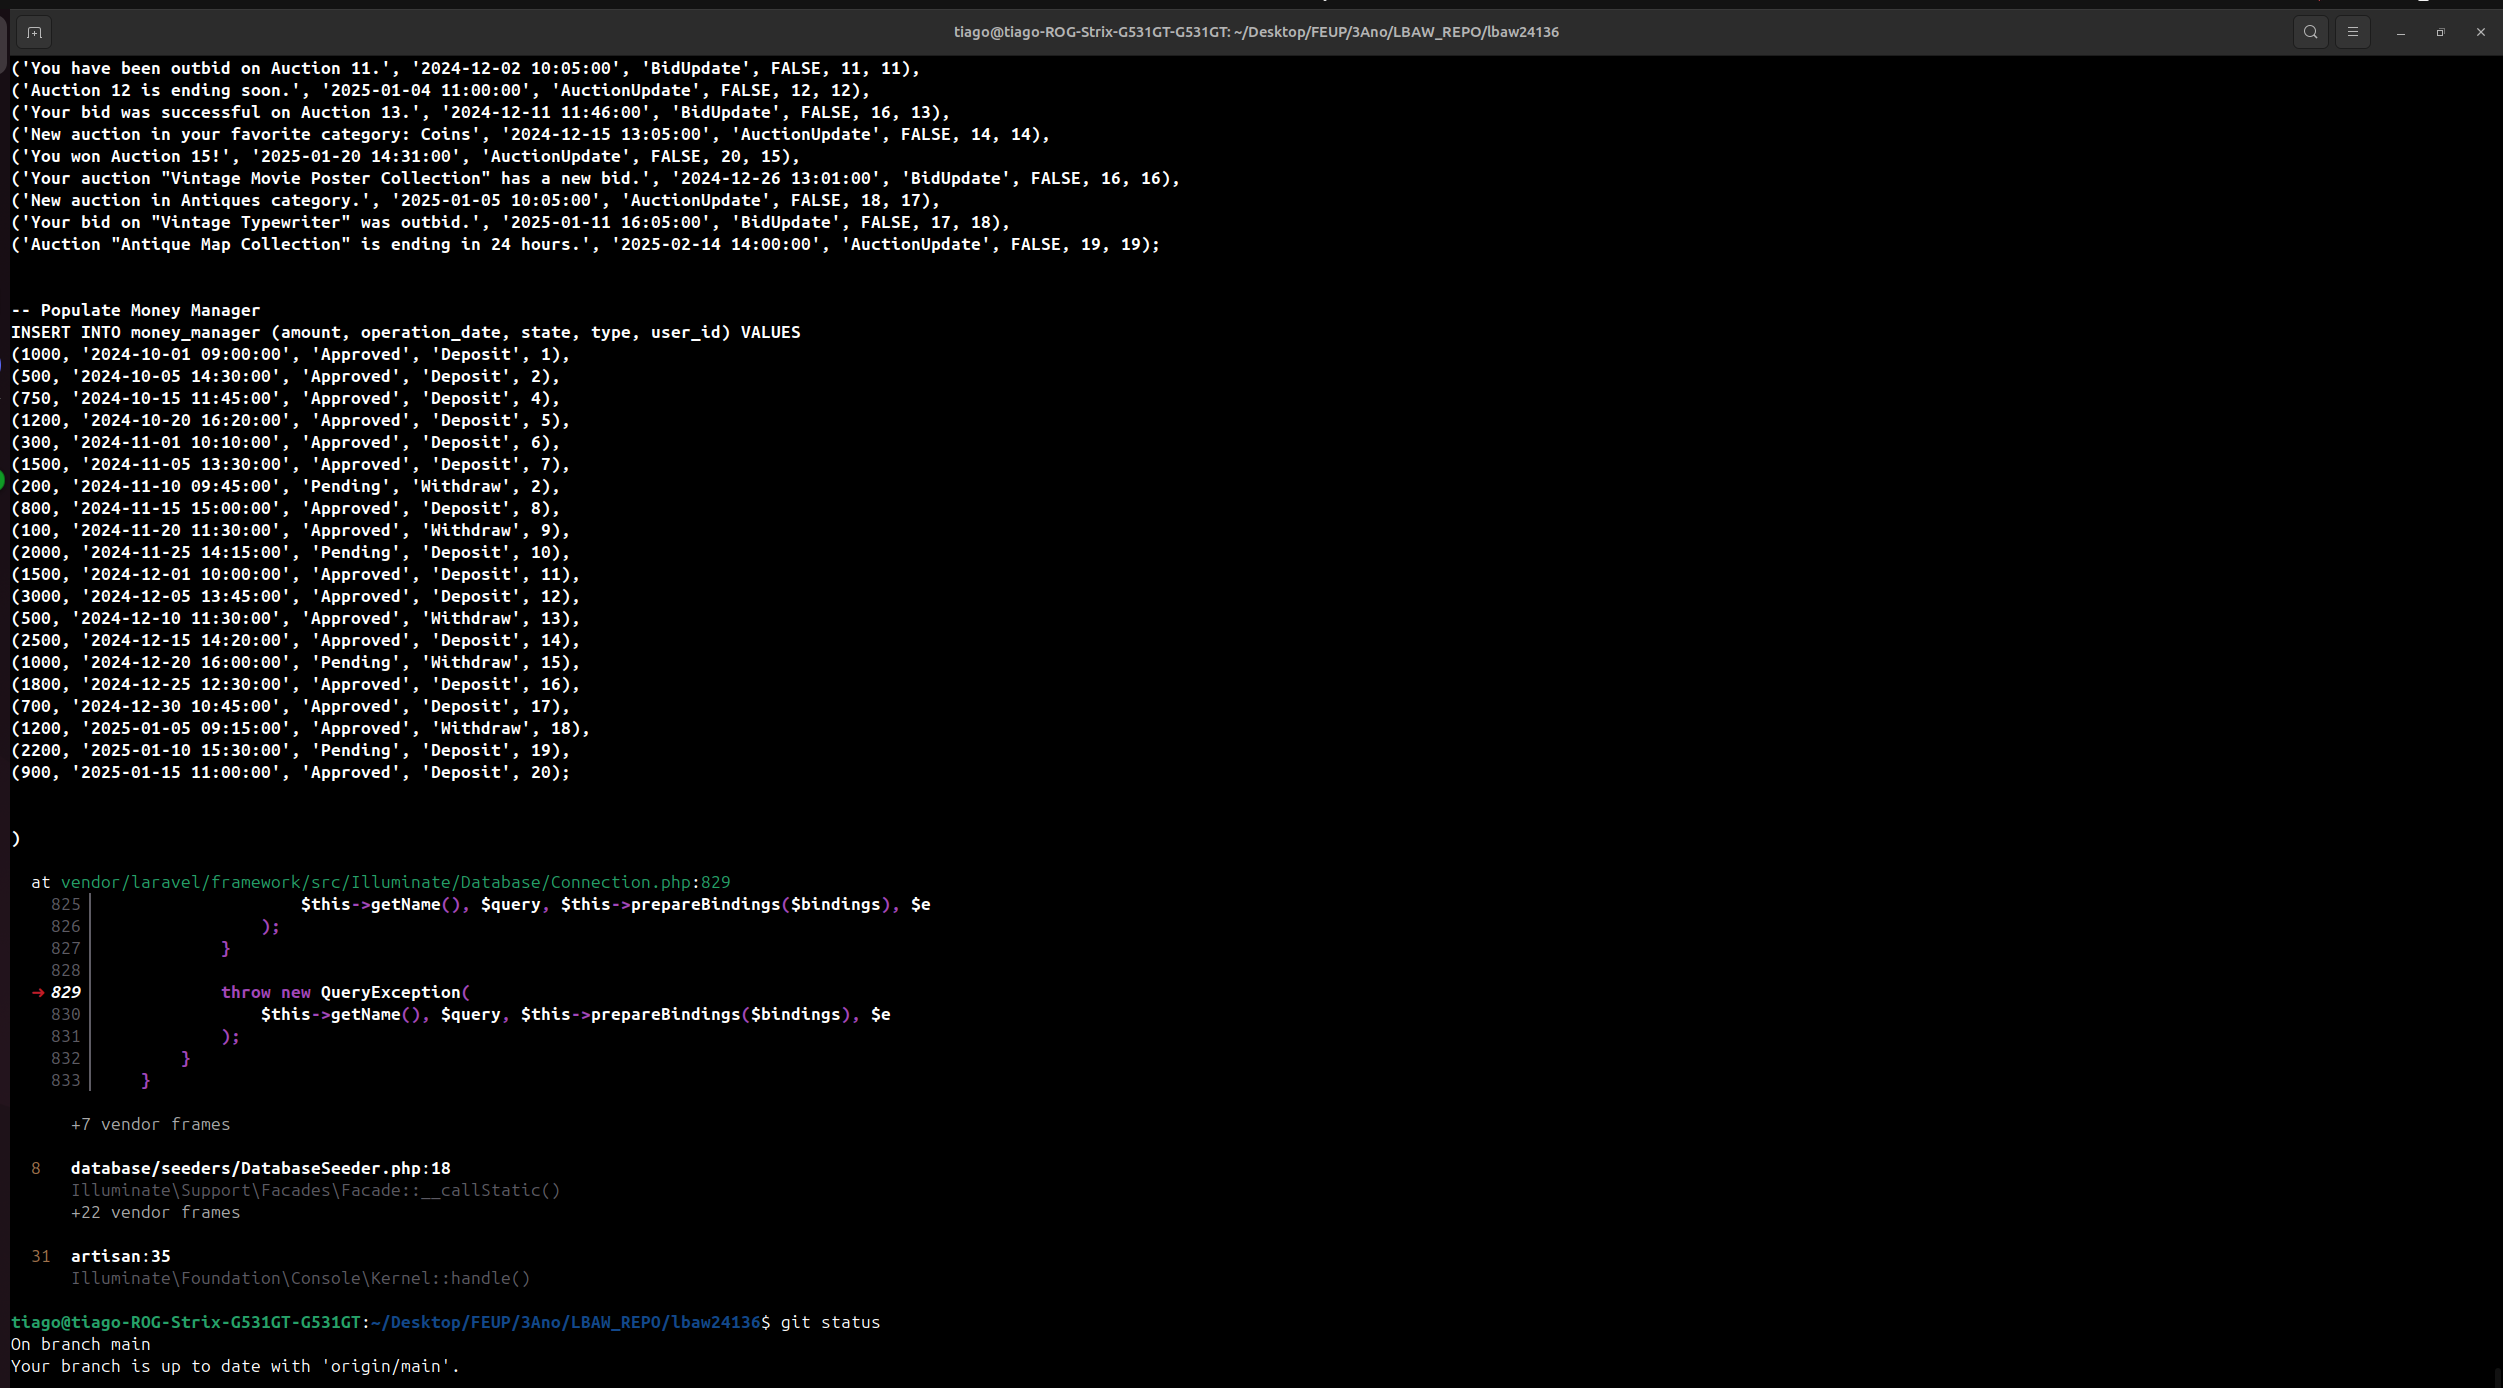 tiago@tiago-ROG-Strix-G531GT-G531GT: ~/Desktop/FEUP/3Ano/LBAW_REPO/lbaw24136
('You have been outbid on Auction 11.', '2024-12-02 10:05:00', 'BidUpdate', FALSE, 11, 11),
('Auction 12 is ending soon.', '2025-01-04 11:00:00', 'AuctionUpdate', FALSE, 12, 12),
('Your bid was successful on Auction 13.', '2024-12-11 11:46:00', 'BidUpdate', FALSE, 16, 13),
('New auction in your favorite category: Coins', '2024-12-15 13:05:00', 'AuctionUpdate', FALSE, 14, 14),
('You won Auction 15!', '2025-01-20 14:31:00', 'AuctionUpdate', FALSE, 20, 15),
('Your auction "Vintage Movie Poster Collection" has a new bid.', '2024-12-26 13:01:00', 'BidUpdate', FALSE, 16, 16),
('New auction in Antiques category.', '2025-01-05 10:05:00', 'AuctionUpdate', FALSE, 18, 17),
('Your bid on "Vintage Typewriter" was outbid.', '2025-01-11 16:05:00', 'BidUpdate', FALSE, 17, 18),
('Auction "Antique Map Collection" is ending in 24 hours.', '2025-02-14 14:00:00', 'AuctionUpdate', FALSE, 19, 19);
-- Populate Money Manager
INSERT INTO money_manager (amount, operation_date, state, type, user_id) VALUES
(1000, '2024-10-01 09:00:00', 'Approved', 'Deposit', 1),
(500, '2024-10-05 14:30:00', 'Approved', 'Deposit', 2),
(750, '2024-10-15 11:45:00', 'Approved', 'Deposit', 4),
(1200, '2024-10-20 16:20:00', 'Approved', 'Deposit', 5),
(300, '2024-11-01 10:10:00', 'Approved', 'Deposit', 6),
(1500, '2024-11-05 13:30:00', 'Approved', 'Deposit', 7),
(200, '2024-11-10 09:45:00', 'Pending', 'Withdraw', 2),
(800, '2024-11-15 15:00:00', 'Approved', 'Deposit', 8),
(100, '2024-11-20 11:30:00', 'Approved', 'Withdraw', 9),
(2000, '2024-11-25 14:15:00', 'Pending', 'Deposit', 10),
(1500, '2024-12-01 10:00:00', 'Approved', 'Deposit', 11),
(3000, '2024-12-05 13:45:00', 'Approved', 'Deposit', 12),
(500, '2024-12-10 11:30:00', 'Approved', 'Withdraw', 13),
(2500, '2024-12-15 14:20:00', 'Approved', 'Deposit', 14),
(1000, '2024-12-20 16:00:00', 'Pending', 'Withdraw', 15),
(1800, '2024-12-25 12:30:00', 'Approved', 'Deposit', 16),
(700, '2024-12-30 10:45:00', 'Approved', 'Deposit', 17),
(1200, '2025-01-05 09:15:00', 'Approved', 'Withdraw', 18),
(2200, '2025-01-10 15:30:00', 'Pending', 'Deposit', 19),
(900, '2025-01-15 11:00:00', 'Approved', 'Deposit', 20);
)
at vendor/laravel/framework/src/Illuminate/Database/Connection.php:829
825 $this->getName(), $query, $this->prepareBindings($bindings), $e
826 );
827 }
828
➜ 829 throw new QueryException(
830 $this->getName(), $query, $this->prepareBindings($bindings), $e
831 );
832 }
833 }
+7 vendor frames
8 database/seeders/DatabaseSeeder.php:18
Illuminate\Support\Facades\Facade::__callStatic()
+22 vendor frames
31 artisan:35
Illuminate\Foundation\Console\Kernel::handle()
tiago@tiago-ROG-Strix-G531GT-G531GT:~/Desktop/FEUP/3Ano/LBAW_REPO/lbaw24136$ git status
On branch main
Your branch is up to date with 'origin/main'.